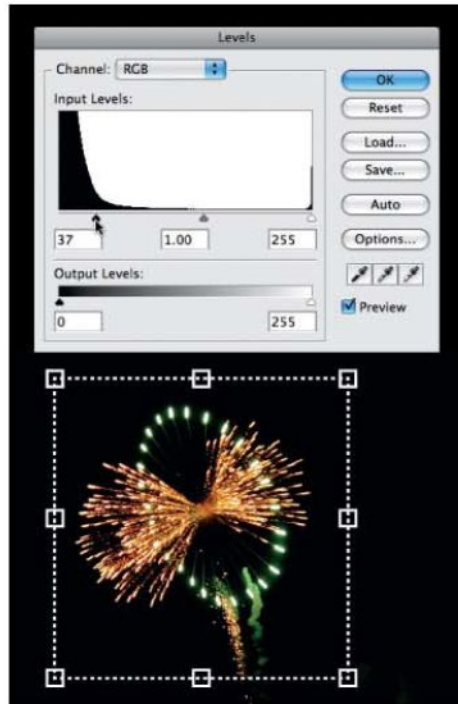 Levels
Channel: RGB
OK
Input Levels:
Reset
Load...
Save...
Auto
37 1.00 255
Options...
Output Levels:
Preview
0 255